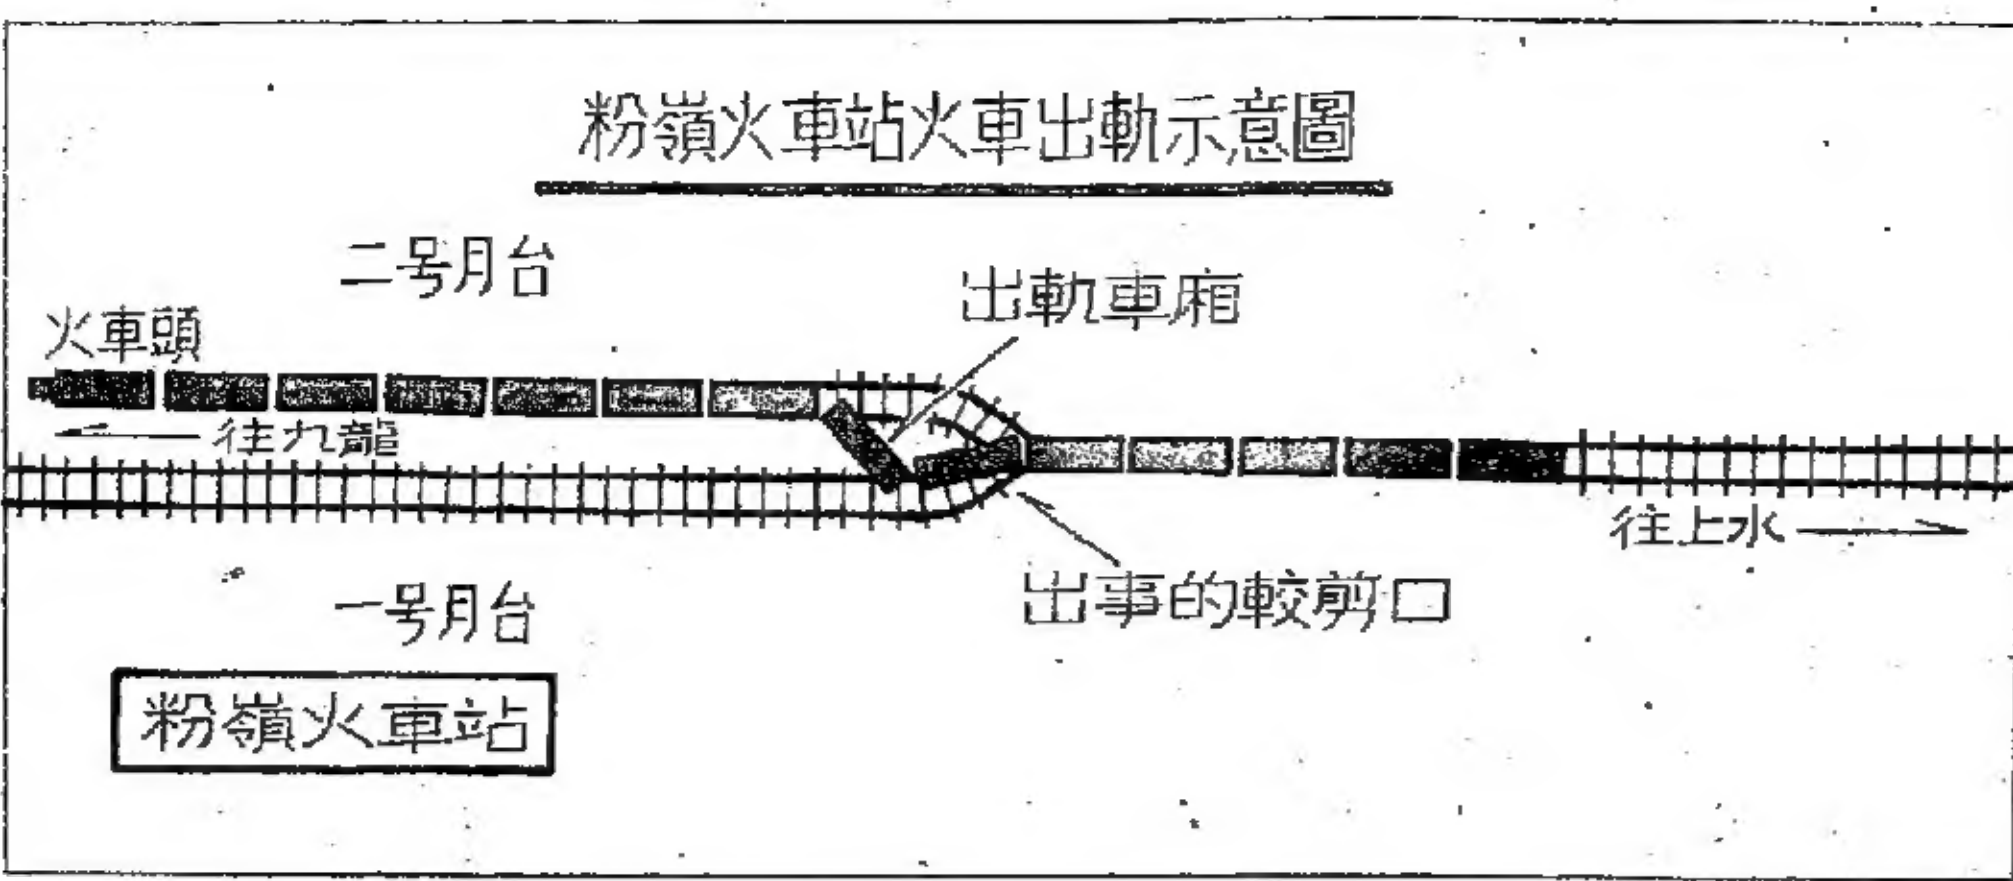 粉嶺火車站火車出軌示意圖
二号月台
出軌車廂
火車頭
往九龍
往上水
出事的較剪口
一号月台
粉嶺火車站